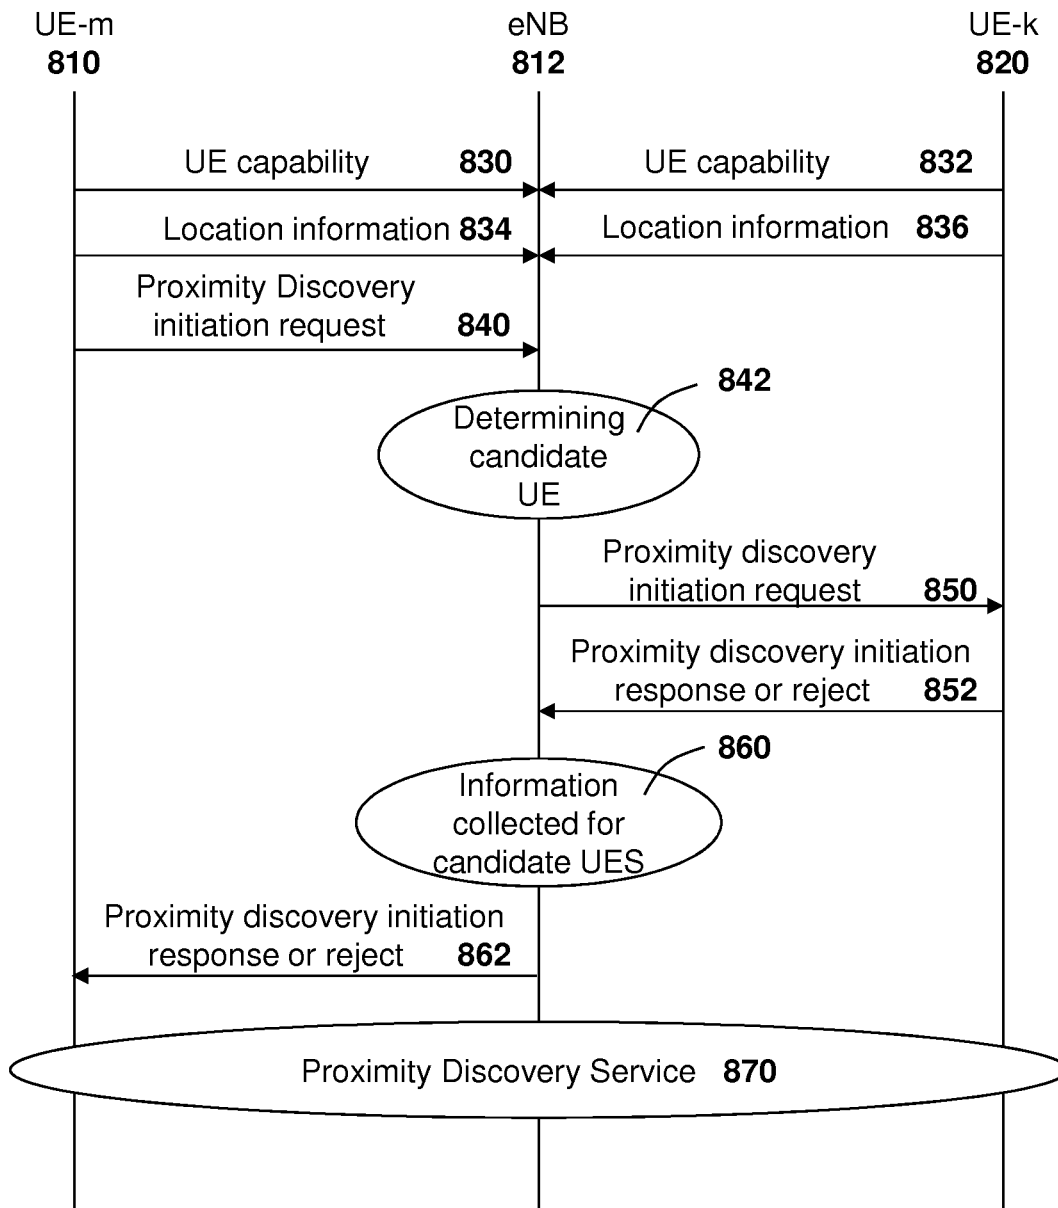 UE-m
810
eNB
812
UE-k
820
UE capability 830
UE capability 832
Location information 834
Location information 836
Proximity Discovery
initiation request 840
842
Determining
candidate
UE
Proximity discovery
initiation request 850
Proximity discovery initiation
response or reject 852
860
Information
collected for
candidate UES
Proximity discovery initiation
response or reject 862
Proximity Discovery Service 870